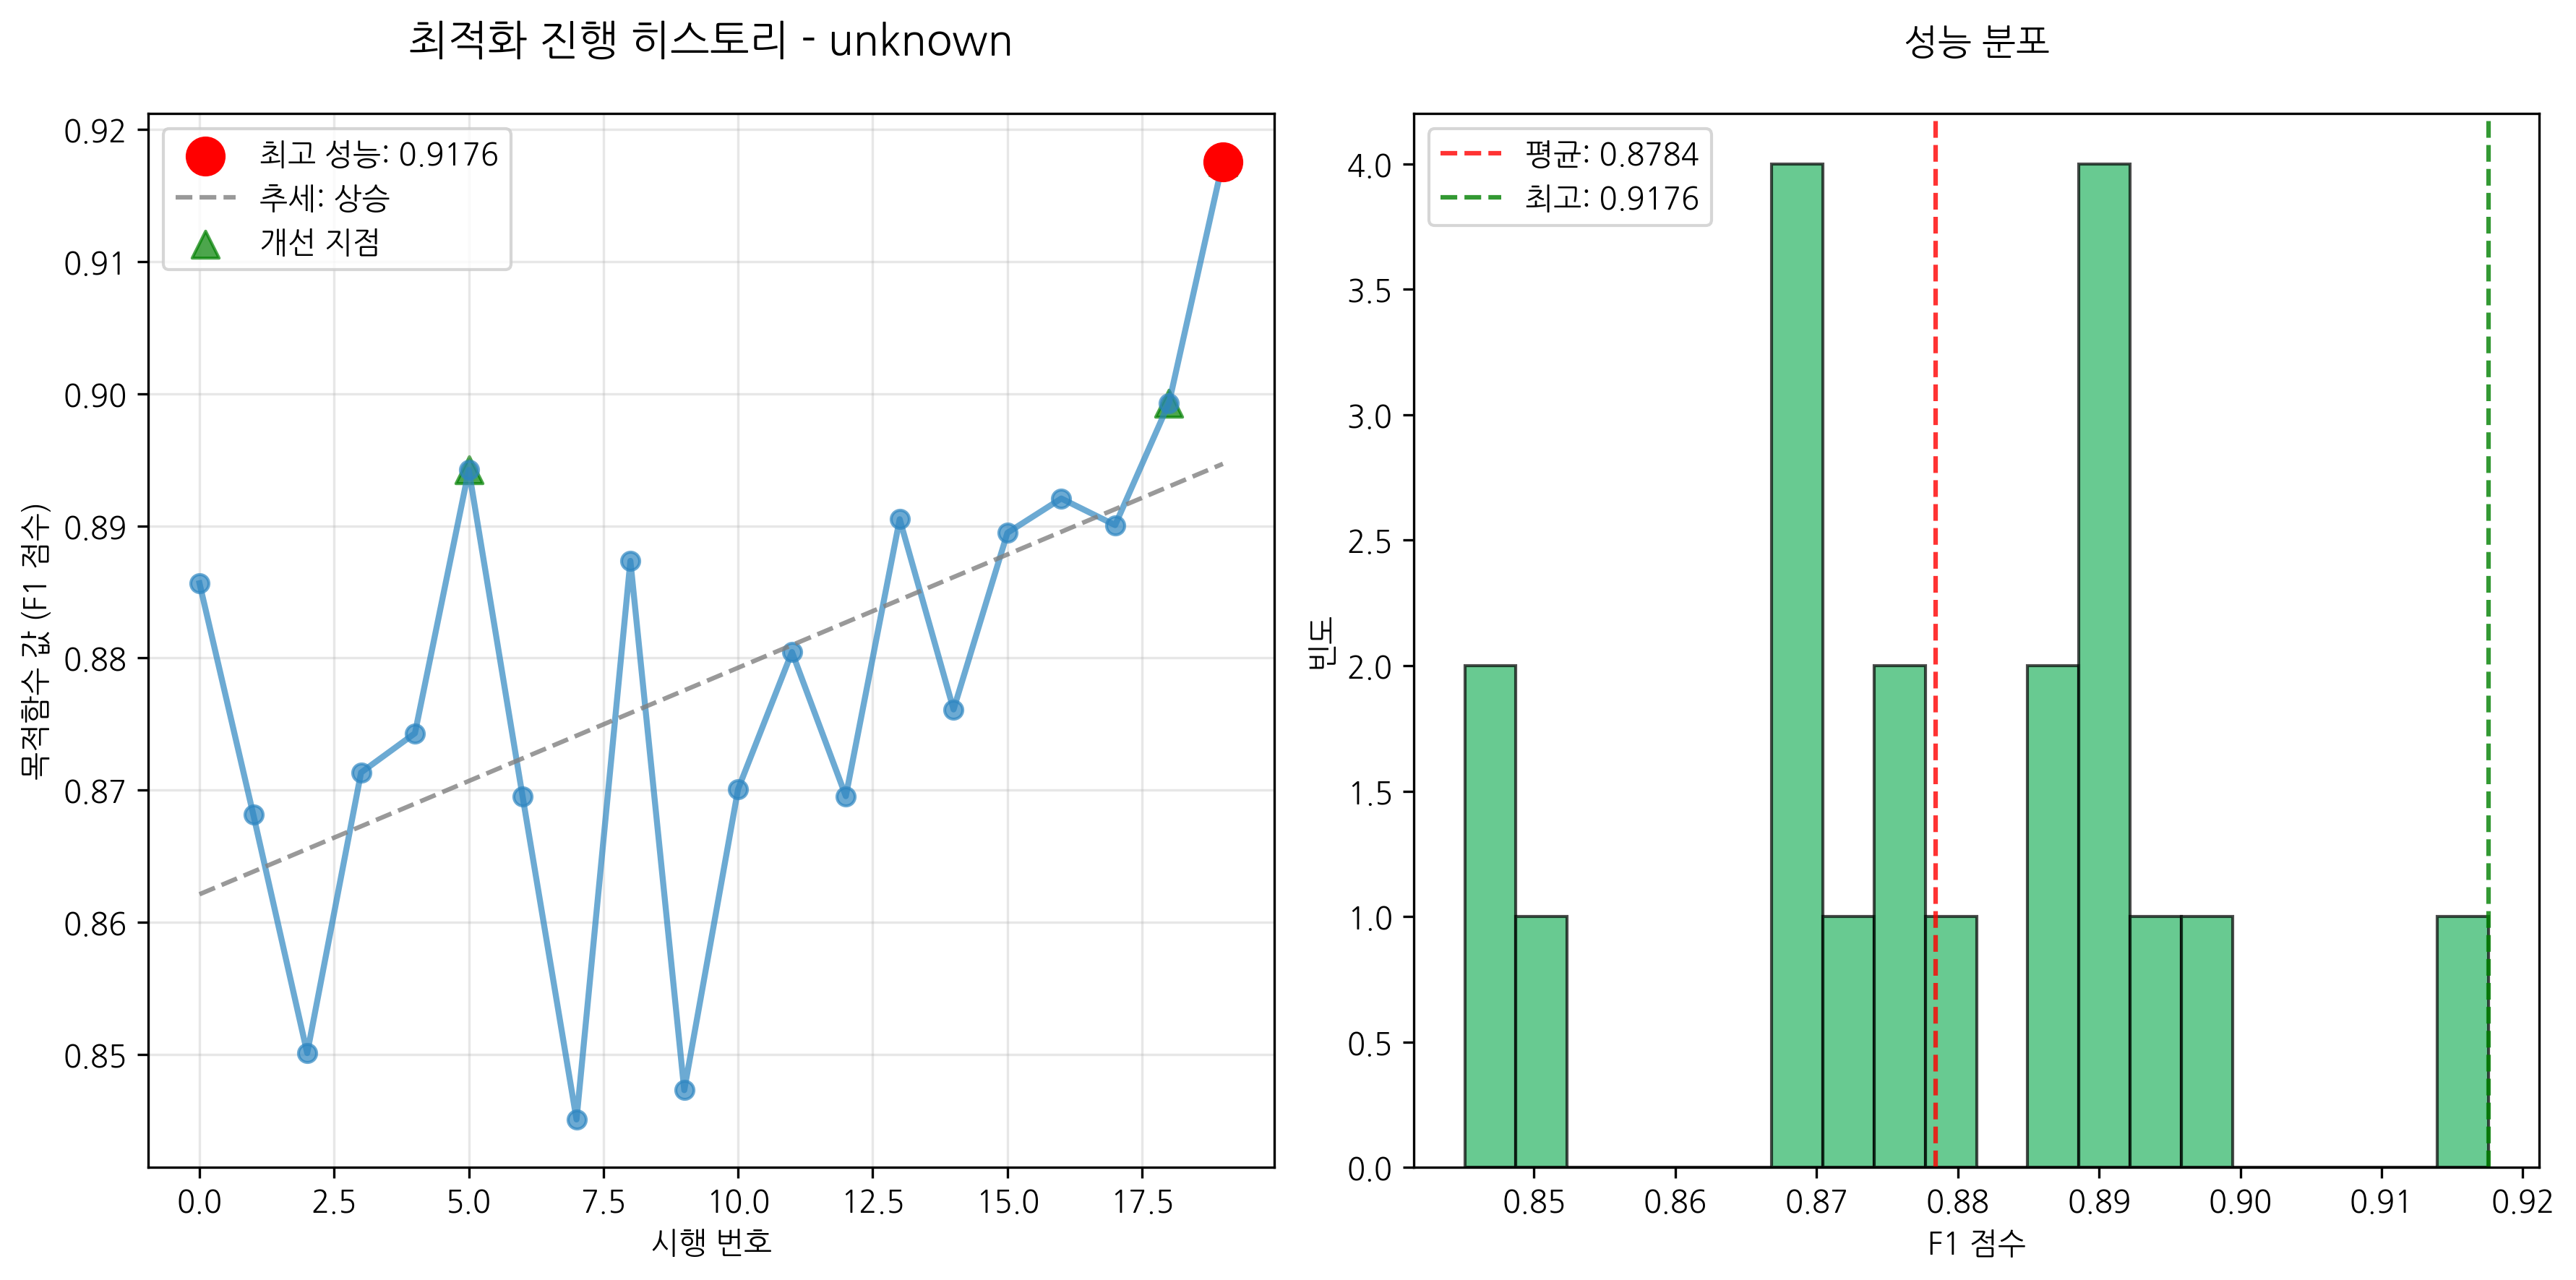 최적화 진행 히스토리 - unknown
최고 성능: 0.9176
추세: 상승
개선 지점
목적함수 값 (F1 점수)
0.92
0.91
0.90
0.89
0.88
0.87
0.86
0.85
0.0 2.5 5.0 7.5 10.0 12.5 15.0 17.5
시행 번호
성능 분포
평균: 0.8784
최고: 0.9176
빈도
4.0
3.5
3.0
2.5
2.0
1.5
1.0
0.5
0.0
0.85 0.86 0.87 0.88 0.89 0.90 0.91 0.92
F1 점수